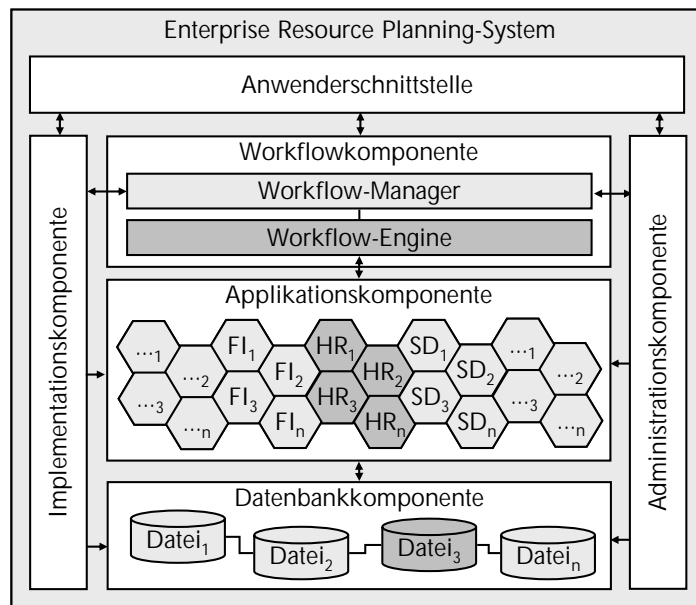 Enterprise Resource Planning-System
Anwenderschnittstelle
Implementationskomponente
Workflowkomponente
Workflow-Manager
Workflow-Engine
Applikationskomponente
...1 FI1 HR1 SD1 ...1
...2 FI2 HR2 SD2 ...2
...3 FI3 HR3 SD3 ...3
...n FIn HRn SDn ...n
Datenbankkomponente
Datei1 Datei2 Datei3 Datein
Administrationskomponente